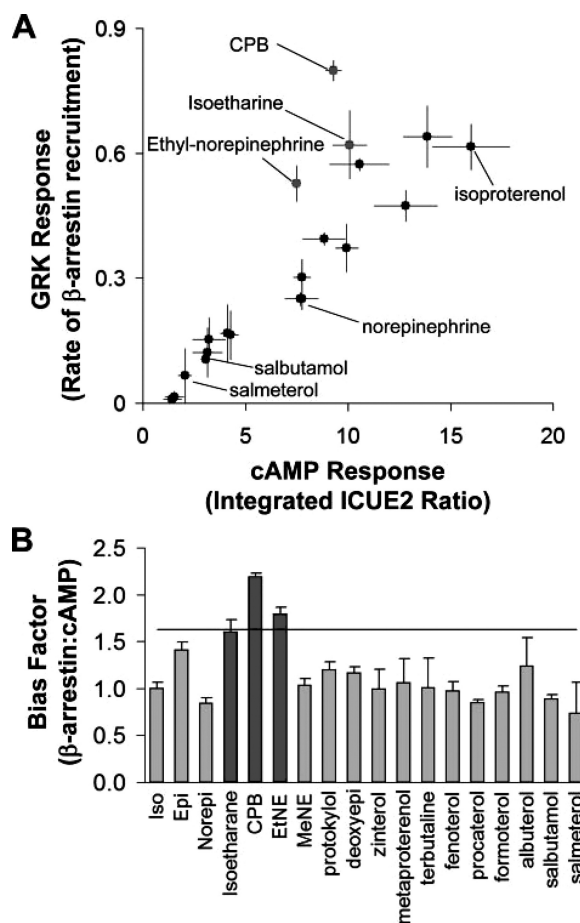 A
GRK Response
(Rate of β-arrestin recruitment)
0.9
0.6
0.3
0
CPB
Isoetharine
Ethyl-norepinephrine
isoproterenol
norepinephrine
salbutamol
salmeterol
0 5 10 15 20
cAMP Response
(Integrated ICUE2 Ratio)
B
Bias Factor
(β-arrestin:cAMP)
2.5
2.0
1.5
1.0
0.5
0.0
Iso
Epi
Norepi
Isoetharane
CPB
EtNE
MeNE
protokylol
deoxyepi
zinterol
metaproterenol
terbutaline
fenoterol
procaterol
formoterol
albuterol
salbutamol
salmeterol